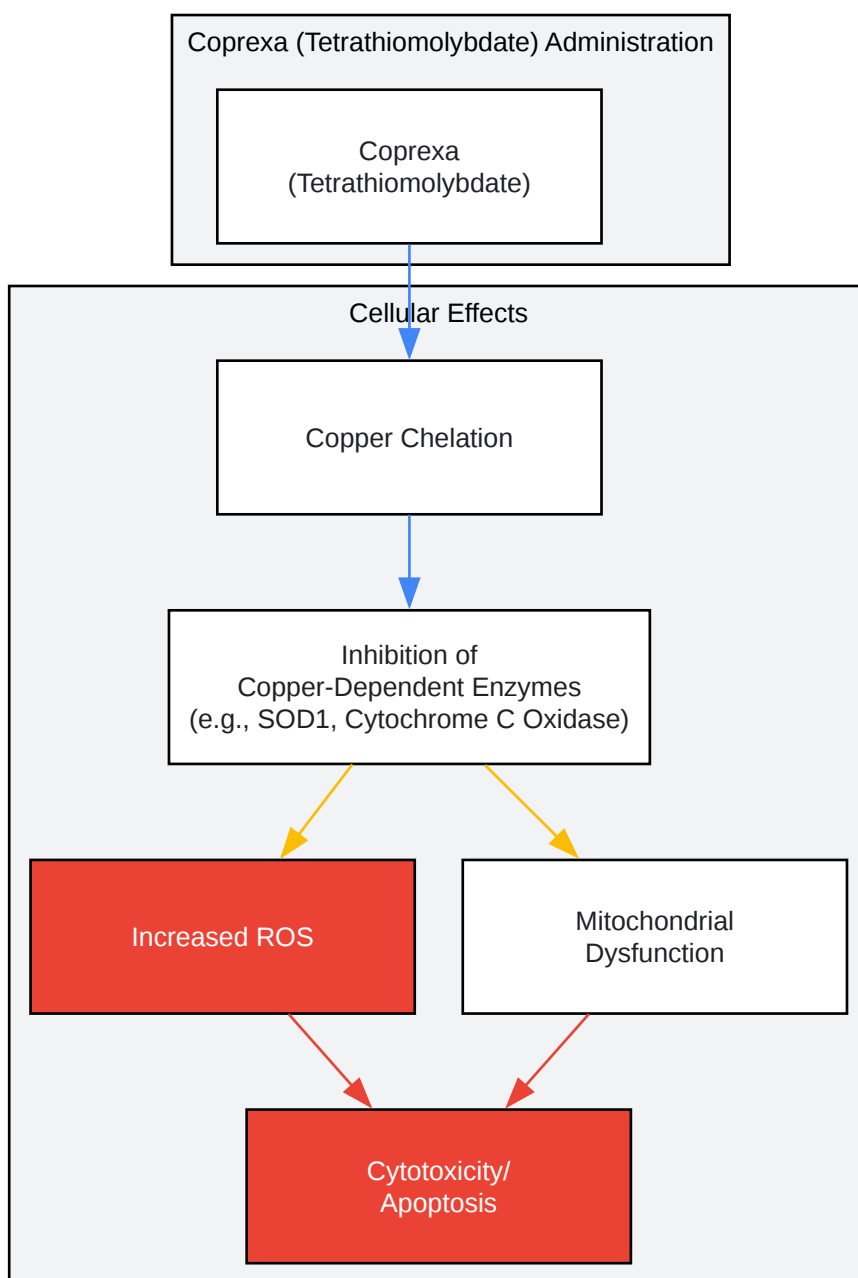 Coprexa (Tetrathiomolybdate) Administration
Coprexa
(Tetrathiomolybdate)
Cellular Effects
Copper Chelation
Inhibition of
Copper-Dependent Enzymes
(e.g., SOD1, Cytochrome C Oxidase)
Increased ROS
Mitochondrial
Dysfunction
Cytotoxicity/
Apoptosis